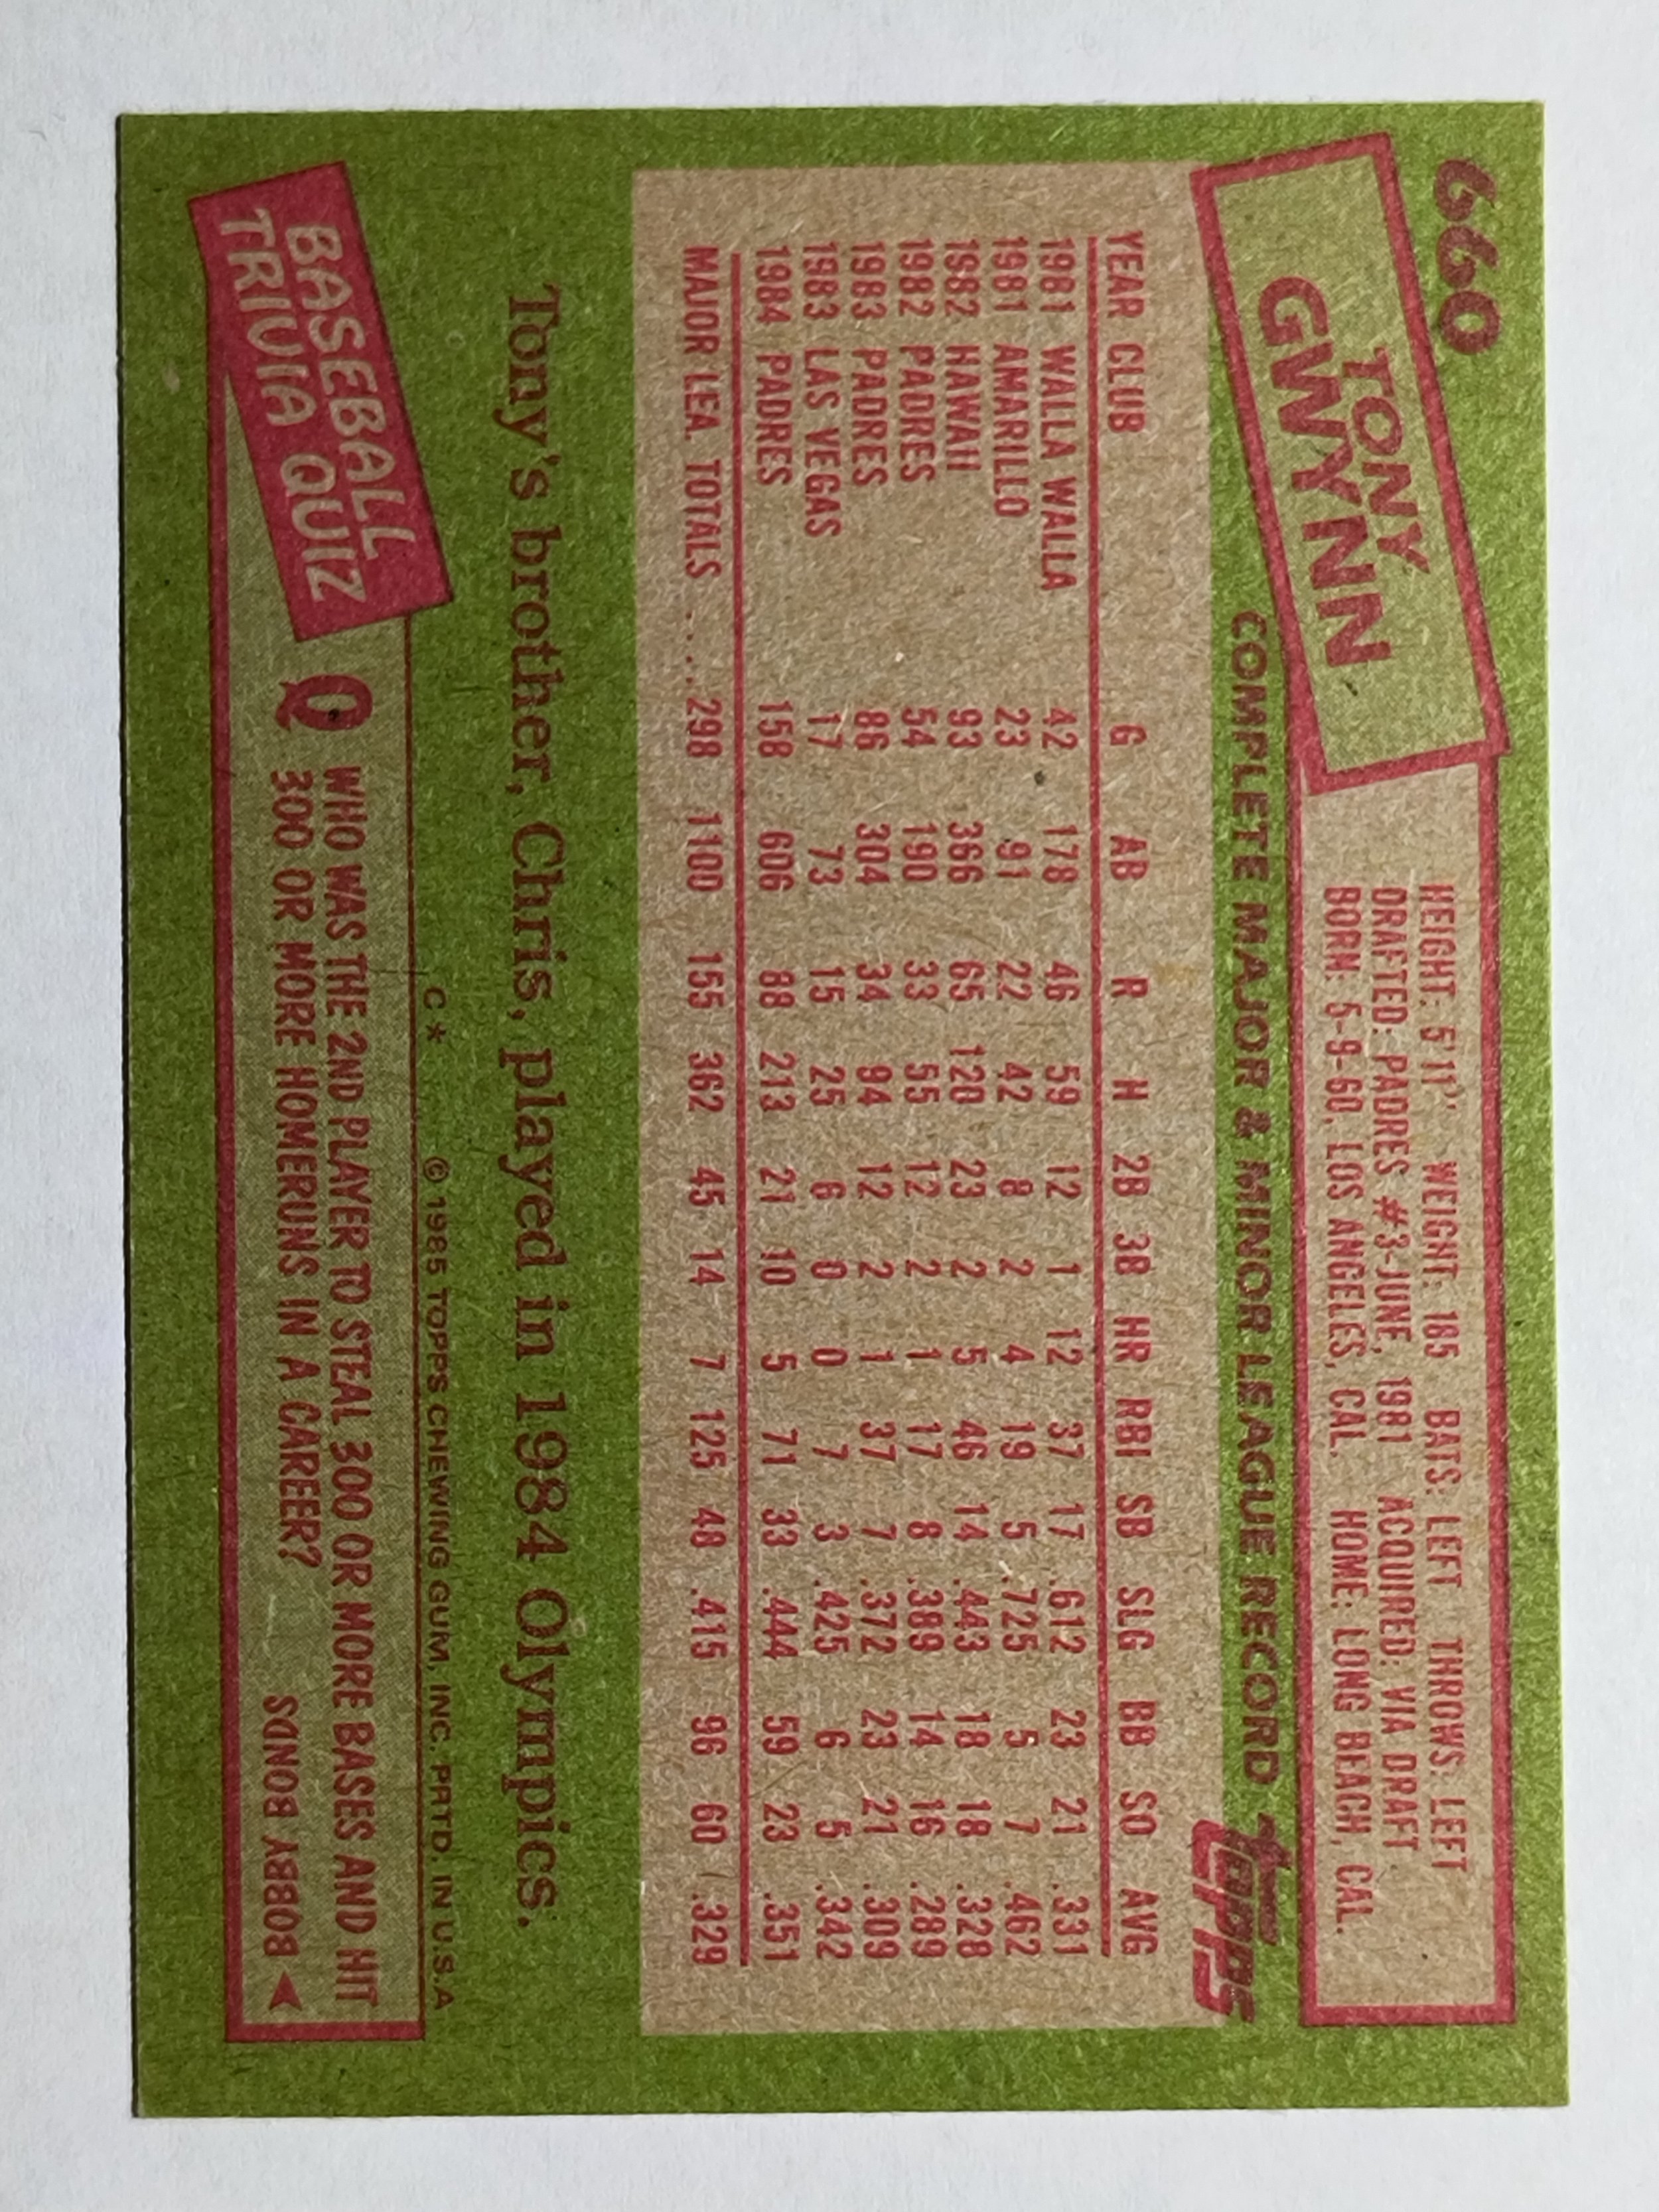 660
TONY
GWYNN
HEIGHT: 5'11" WEIGHT: 185 BATS: LEFT THROWS: LEFT
DRAFTED: PADRES #3-JUNE, 1981 ACQUIRED: VIA DRAFT
BORN: 5-9-60, LOS ANGELES, CAL. HOME: LONG BEACH, CAL.
COMPLETE MAJOR & MINOR LEAGUE RECORD topps
YEAR CLUB G AB R H 2B 3B HR RBI SB SLG BB SO AVG
1981 WALLA WALLA 42 178 46 59 12 1 12 37 17 .612 23 21 .331
1981 AMARILLO 23 91 22 42 8 2 4 19 5 .725 5 7 .462
1982 HAWAII 93 366 65 120 23 2 5 46 14 .443 18 18 .328
1982 PADRES 54 190 33 55 12 2 1 17 8 .389 14 16 .289
1983 PADRES 86 304 34 94 12 2 1 37 7 .372 23 21 .309
1983 LAS VEGAS 17 73 15 25 6 0 0 7 3 .425 6 5 .342
1984 PADRES 158 606 88 213 21 10 5 71 33 .444 59 23 .351
MAJOR LEA. TOTALS .... 298 1100 155 362 45 14 7 125 48 .415 96 60 .329
Tony's brother, Chris, played in 1984 Olympics.
C* © 1985 TOPPS CHEWING GUM, INC. PRTD. IN U.S.A
BASEBALL
TRIVIA QUIZ
Q WHO WAS THE 2ND PLAYER TO STEAL 300 OR MORE BASES AND HIT
300 OR MORE HOMERUNS IN A CAREER?
BOBBY BONDS